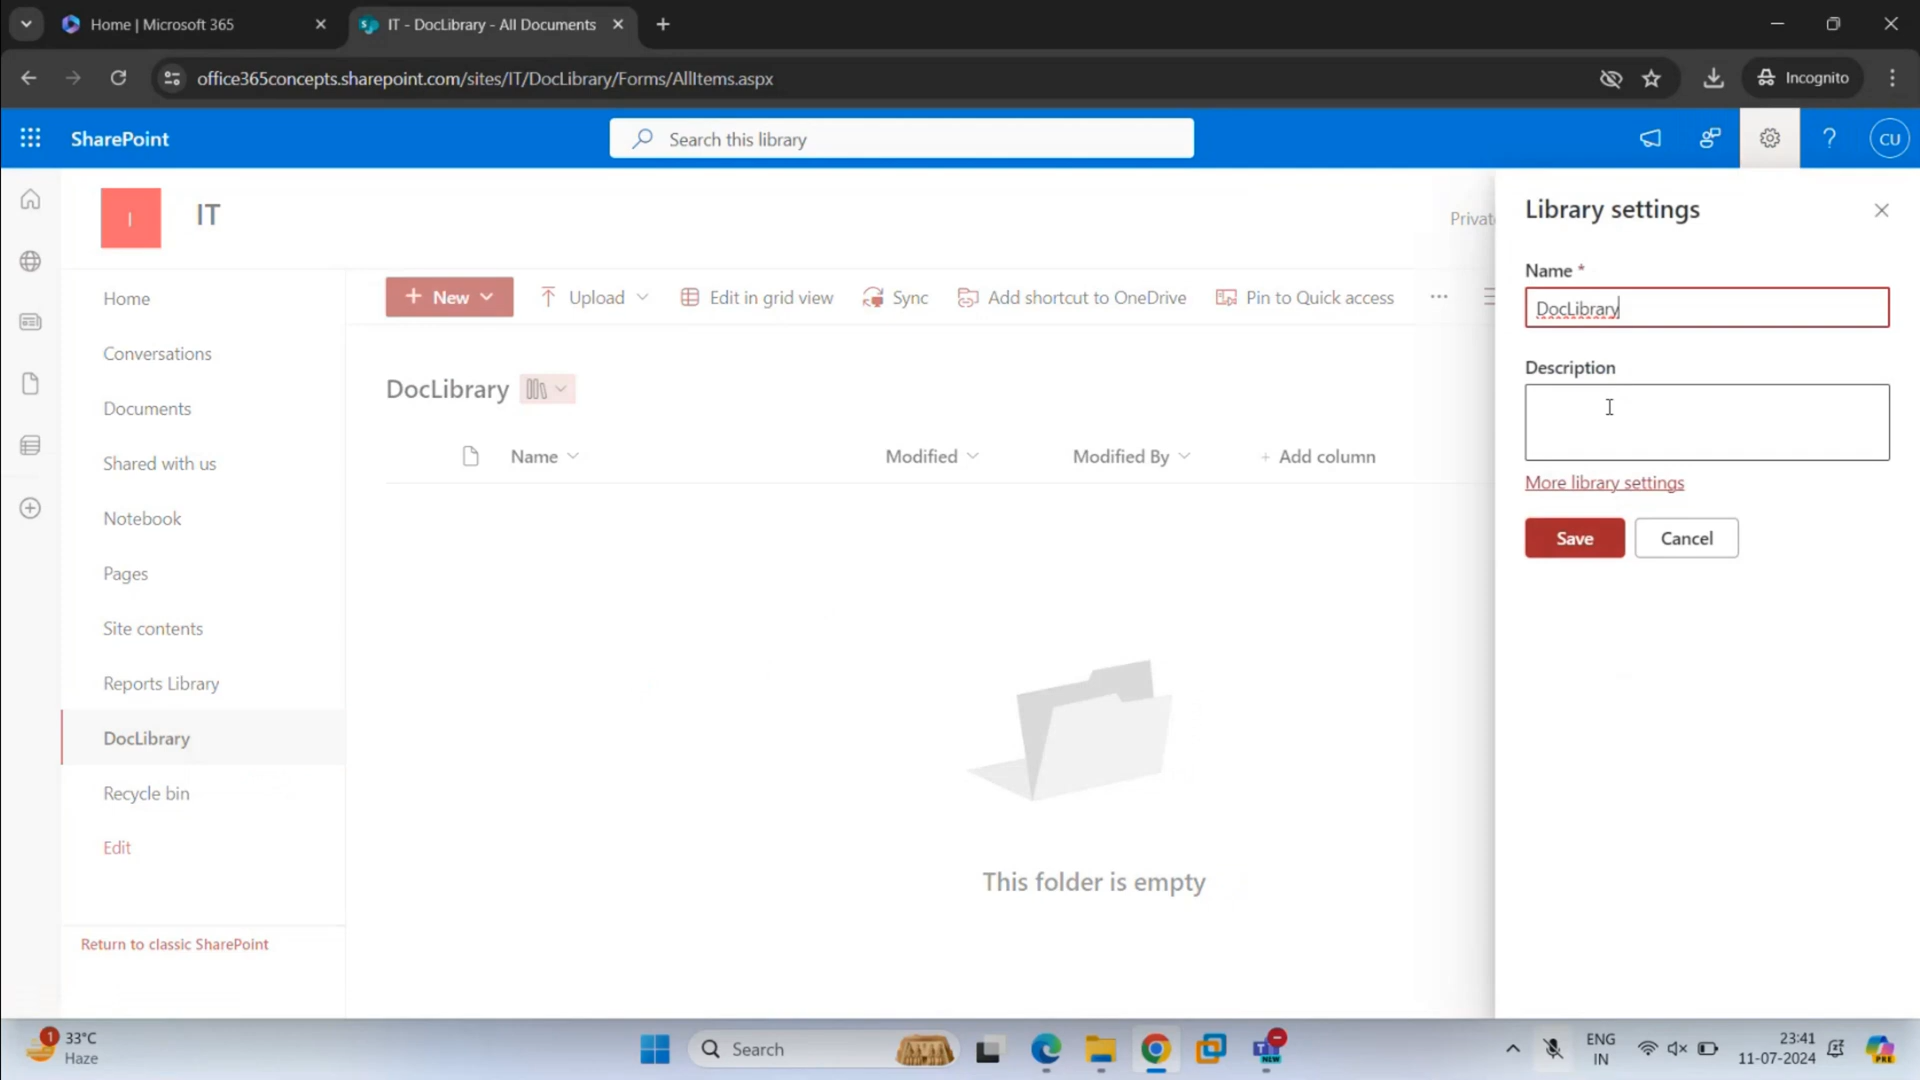 Home | Microsoft 365
IT - DocLibrary - All Documents
office365concepts.sharepoint.com/sites/IT/DocLibrary/Forms/AllItems.aspx
Incognito
SharePoint
Search this library
?
CU
I
IT
Privat
Library settings
Name *
DocLibrary
Description
More library settings
Save
Cancel
Home
Conversations
Documents
Shared with us
Notebook
Pages
Site contents
Reports Library
DocLibrary
Recycle bin
Edit
Return to classic SharePoint
+ New
Upload
Edit in grid view
Sync
Add shortcut to OneDrive
Pin to Quick access
...
DocLibrary
Name
Modified
Modified By
+ Add column
This folder is empty
1
33°C
Haze
Search
NEW
ENG
IN
23:41
11-07-2024
PRE